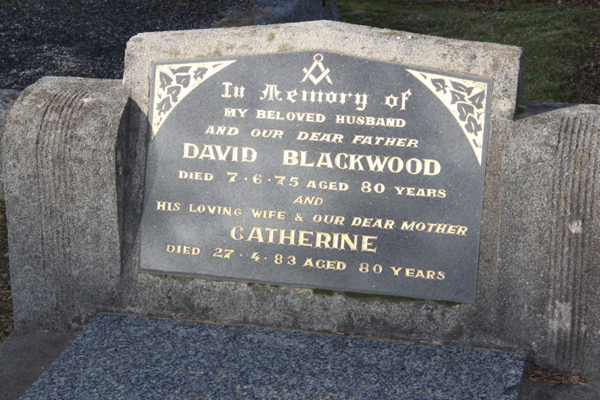 In Memory of
MY BELOVED HUSBAND
AND OUR DEAR FATHER
DAVID BLACKWOOD
DIED 7·6·75 AGED 80 YEARS
AND
HIS LOVING WIFE & OUR DEAR MOTHER
CATHERINE
DIED 27·4·83 AGED 80 YEARS